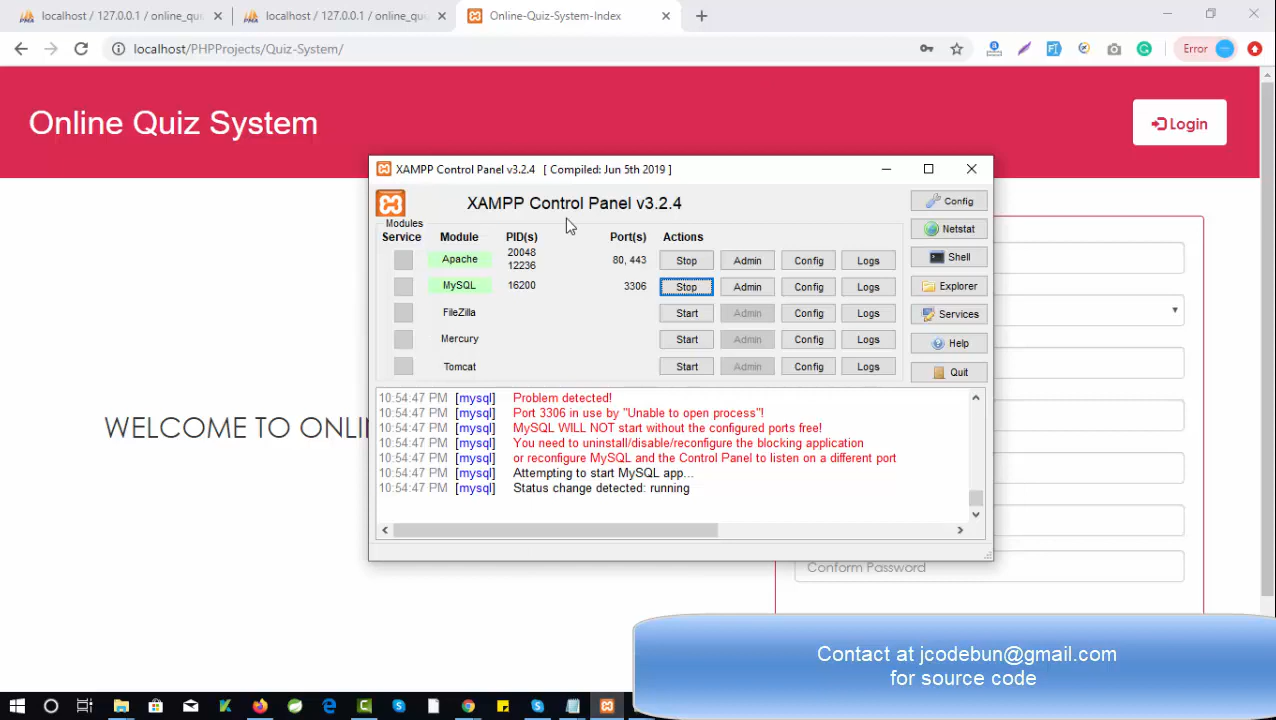 localhost / 127.0.0.1 / online_qu
localhost / 127.0.0.1 / online_qu
Online-Quiz-System-Index
localhost/PHPProjects/Quiz-System/
Error
Online Quiz System
Login
XAMPP Control Panel v3.2.4 [ Compiled: Jun 5th 2019 ]
XAMPP Control Panel v3.2.4
Config
Modules
Service Module PID(s) Port(s) Actions
Netstat
Apache 20048 12236 80, 443 Stop Admin Config Logs
Shell
MySQL 16200 3306 Stop Admin Config Logs
Explorer
FileZilla Start Admin Config Logs
Services
Mercury Start Admin Config Logs
Help
Tomcat Start Admin Config Logs
Quit
10:54:47 PM [mysql] Problem detected!
10:54:47 PM [mysql] Port 3306 in use by "Unable to open process"!
10:54:47 PM [mysql] MySQL WILL NOT start without the configured ports free!
10:54:47 PM [mysql] You need to uninstall/disable/reconfigure the blocking application
10:54:47 PM [mysql] or reconfigure MySQL and the Control Panel to listen on a different port
10:54:47 PM [mysql] Attempting to start MySQL app...
10:54:47 PM [mysql] Status change detected: running
WELCOME TO ONLI
Conform Password
Contact at jcodebun@gmail.com
for source code